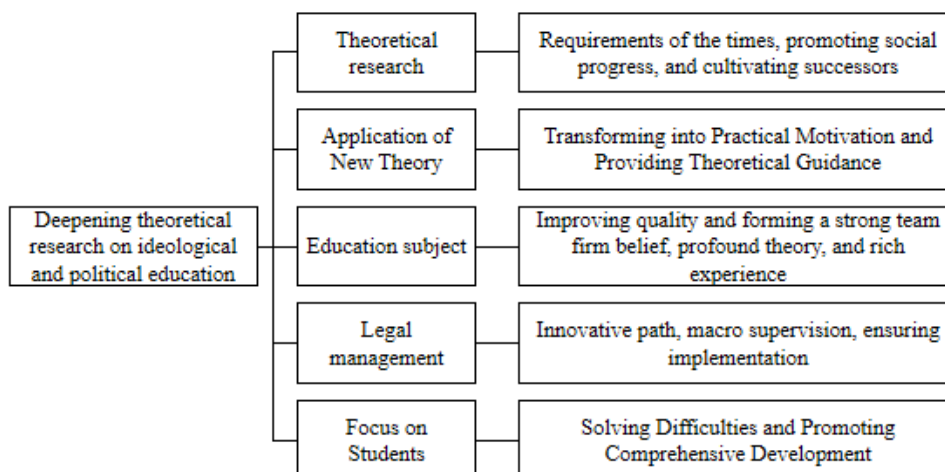 Theoretical
research
Requirements of the times, promoting social
progress, and cultivating successors
Application of
New Theory
Transforming into Practical Motivation and
Providing Theoretical Guidance
Deepening theoretical
research on ideological
and political education
Education subject
Improving quality and forming a strong team
firm belief, profound theory, and rich
experience
Legal
management
Innovative path, macro supervision, ensuring
implementation
Focus on
Students
Solving Difficulties and Promoting
Comprehensive Development